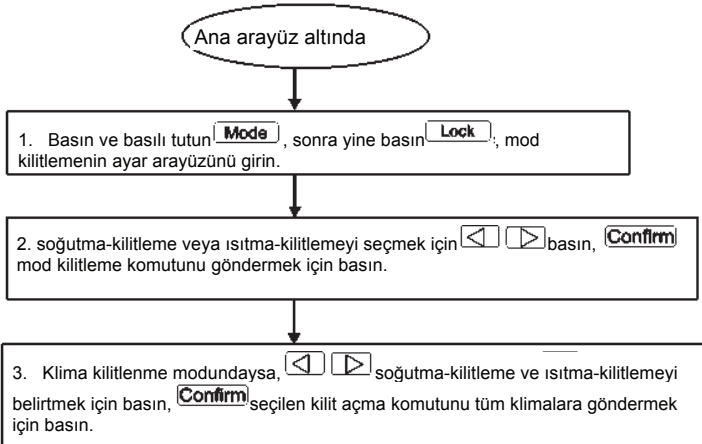 Ana arayüz altında
1. Basın ve basılı tutun Mode , sonra yine basın Lock , mod
kilitlemenin ayar arayüzünü girin.
2. soğutma-kilitleme veya ısıtma-kilitlemeyi seçmek için basın, Confirm
mod kilitleme komutunu göndermek için basın.
3. Klima kilitlenme modundaysa, soğutma-kilitleme ve ısıtma-kilitlemeyi
belirtmek için basın, Confirm seçilen kilit açma komutunu tüm klimalara göndermek
için basın.